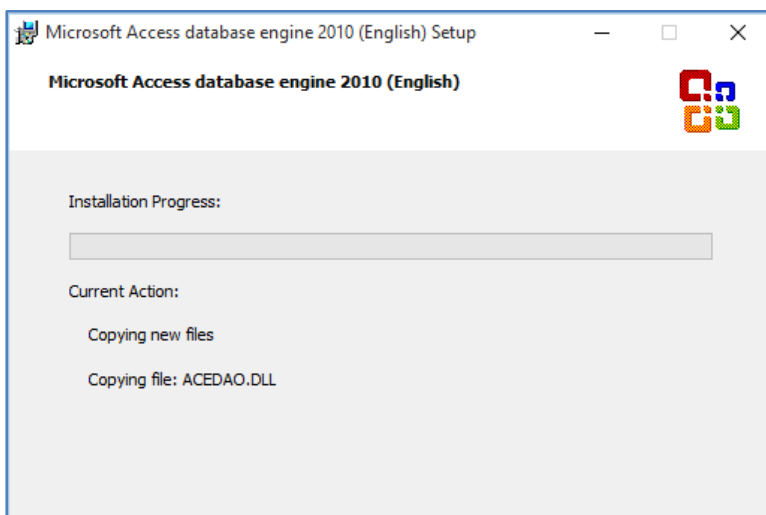 Microsoft Access database engine 2010 (English) Setup
Microsoft Access database engine 2010 (English)
Installation Progress:
Current Action:
Copying new files
Copying file: ACEDAO.DLL